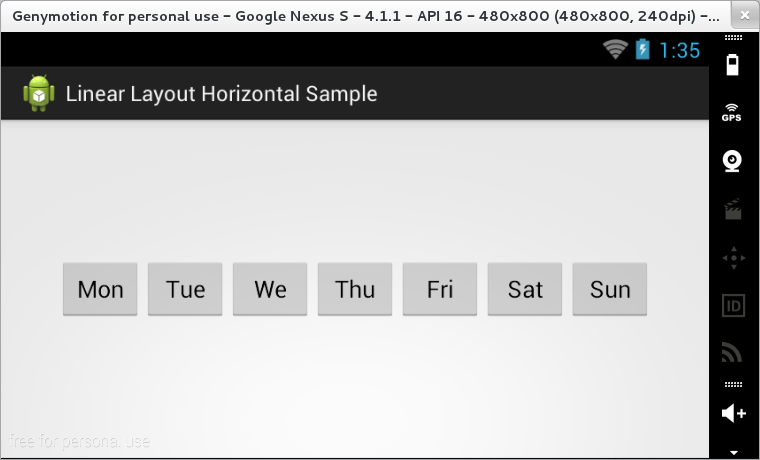 Genymotion for personal use - Google Nexus S - 4.1.1 - API 16 - 480x800 (480x800, 240dpi) -...
1:35
Linear Layout Horizontal Sample
GPS
Mon Tue We Thu Fri Sat Sun
ID
free for personal use